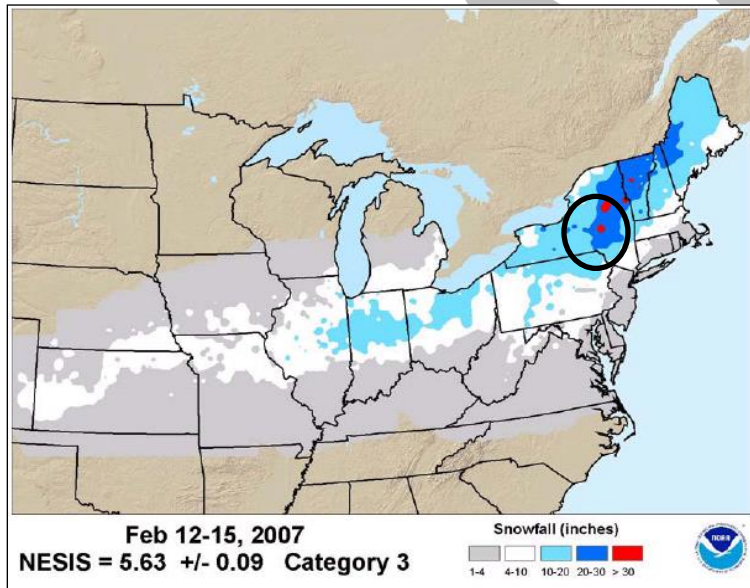 Feb 12-15, 2007
NESIS = 5.63 +/- 0.09 Category 3
Snowfall (inches)
1-4 4-10 10-20 20-30 > 30
noaa